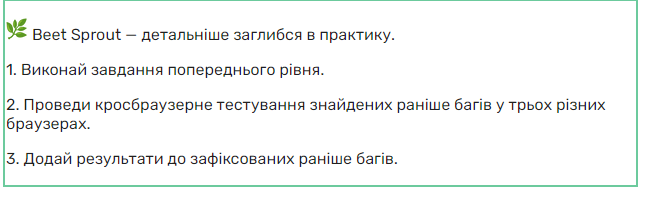 🌿 Beet Sprout — детальніше заглибся в практику.
1. Виконай завдання попереднього рівня.
2. Проведи кросбраузерне тестування знайдених раніше багів у трьох різних
браузерах.
3. Додай результати до зафіксованих раніше багів.